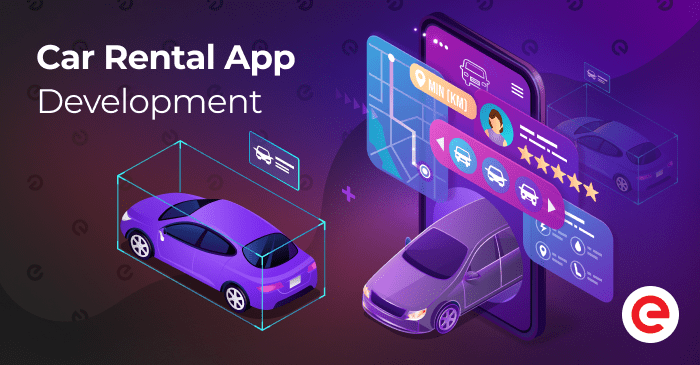 Car Rental App
Development
MIN (KM)